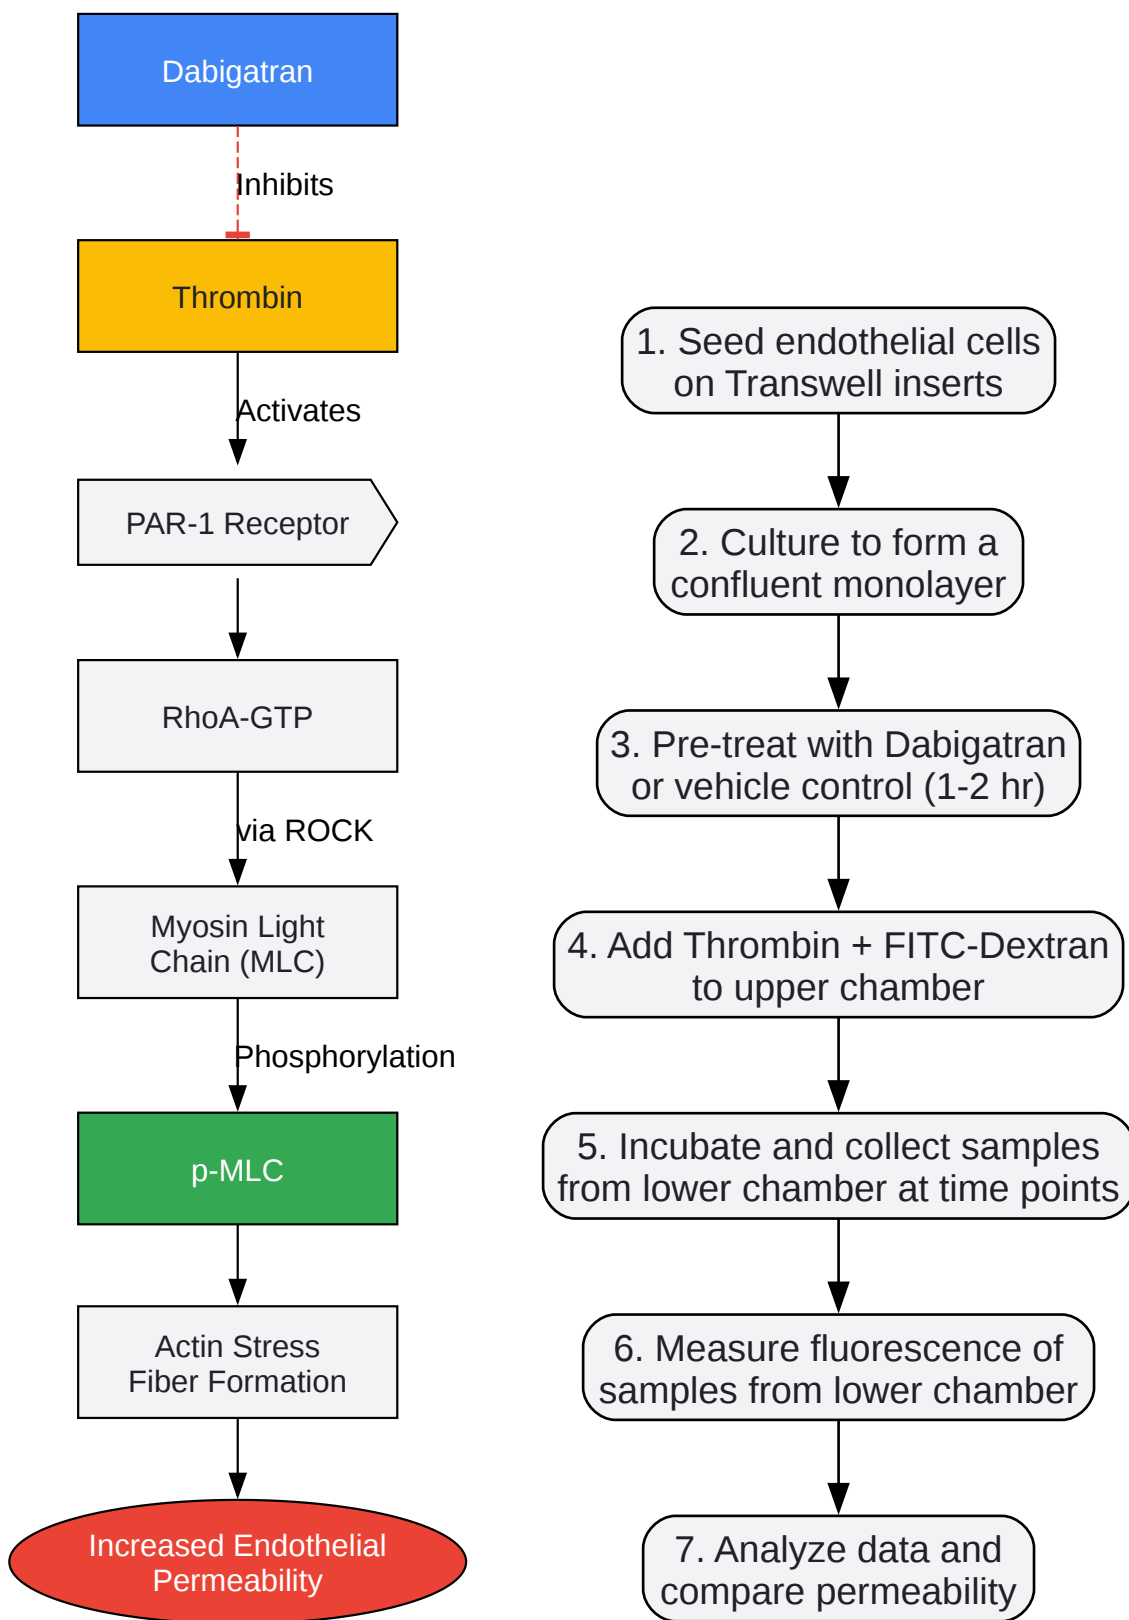 Dabigatran
Inhibits
Thrombin
Activates
PAR-1 Receptor
RhoA-GTP
via ROCK
Myosin Light
Chain (MLC)
Phosphorylation
p-MLC
Actin Stress
Fiber Formation
Increased Endothelial
Permeability
1. Seed endothelial cells
on Transwell inserts
2. Culture to form a
confluent monolayer
3. Pre-treat with Dabigatran
or vehicle control (1-2 hr)
4. Add Thrombin + FITC-Dextran
to upper chamber
5. Incubate and collect samples
from lower chamber at time points
6. Measure fluorescence of
samples from lower chamber
7. Analyze data and
compare permeability